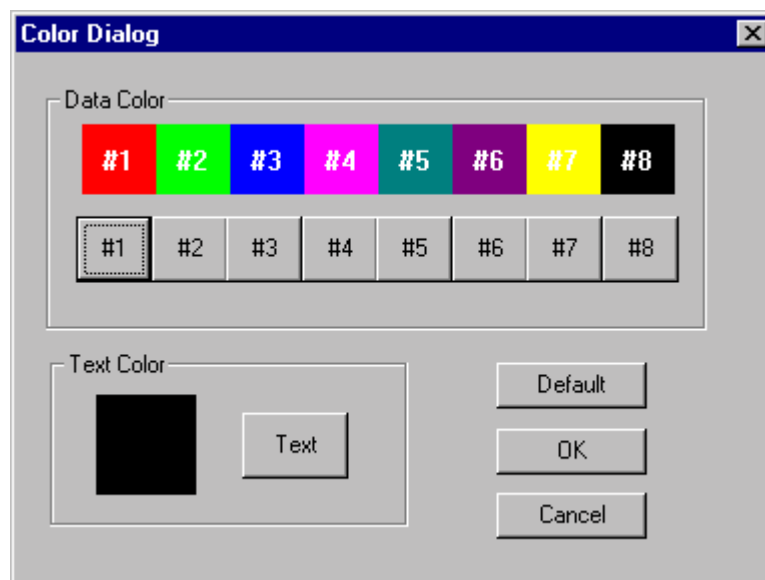 Color Dialog
Data Color
#1 #2 #3 #4 #5 #6 #7 #8
#1 #2 #3 #4 #5 #6 #7 #8
Text Color
Text
Default
OK
Cancel